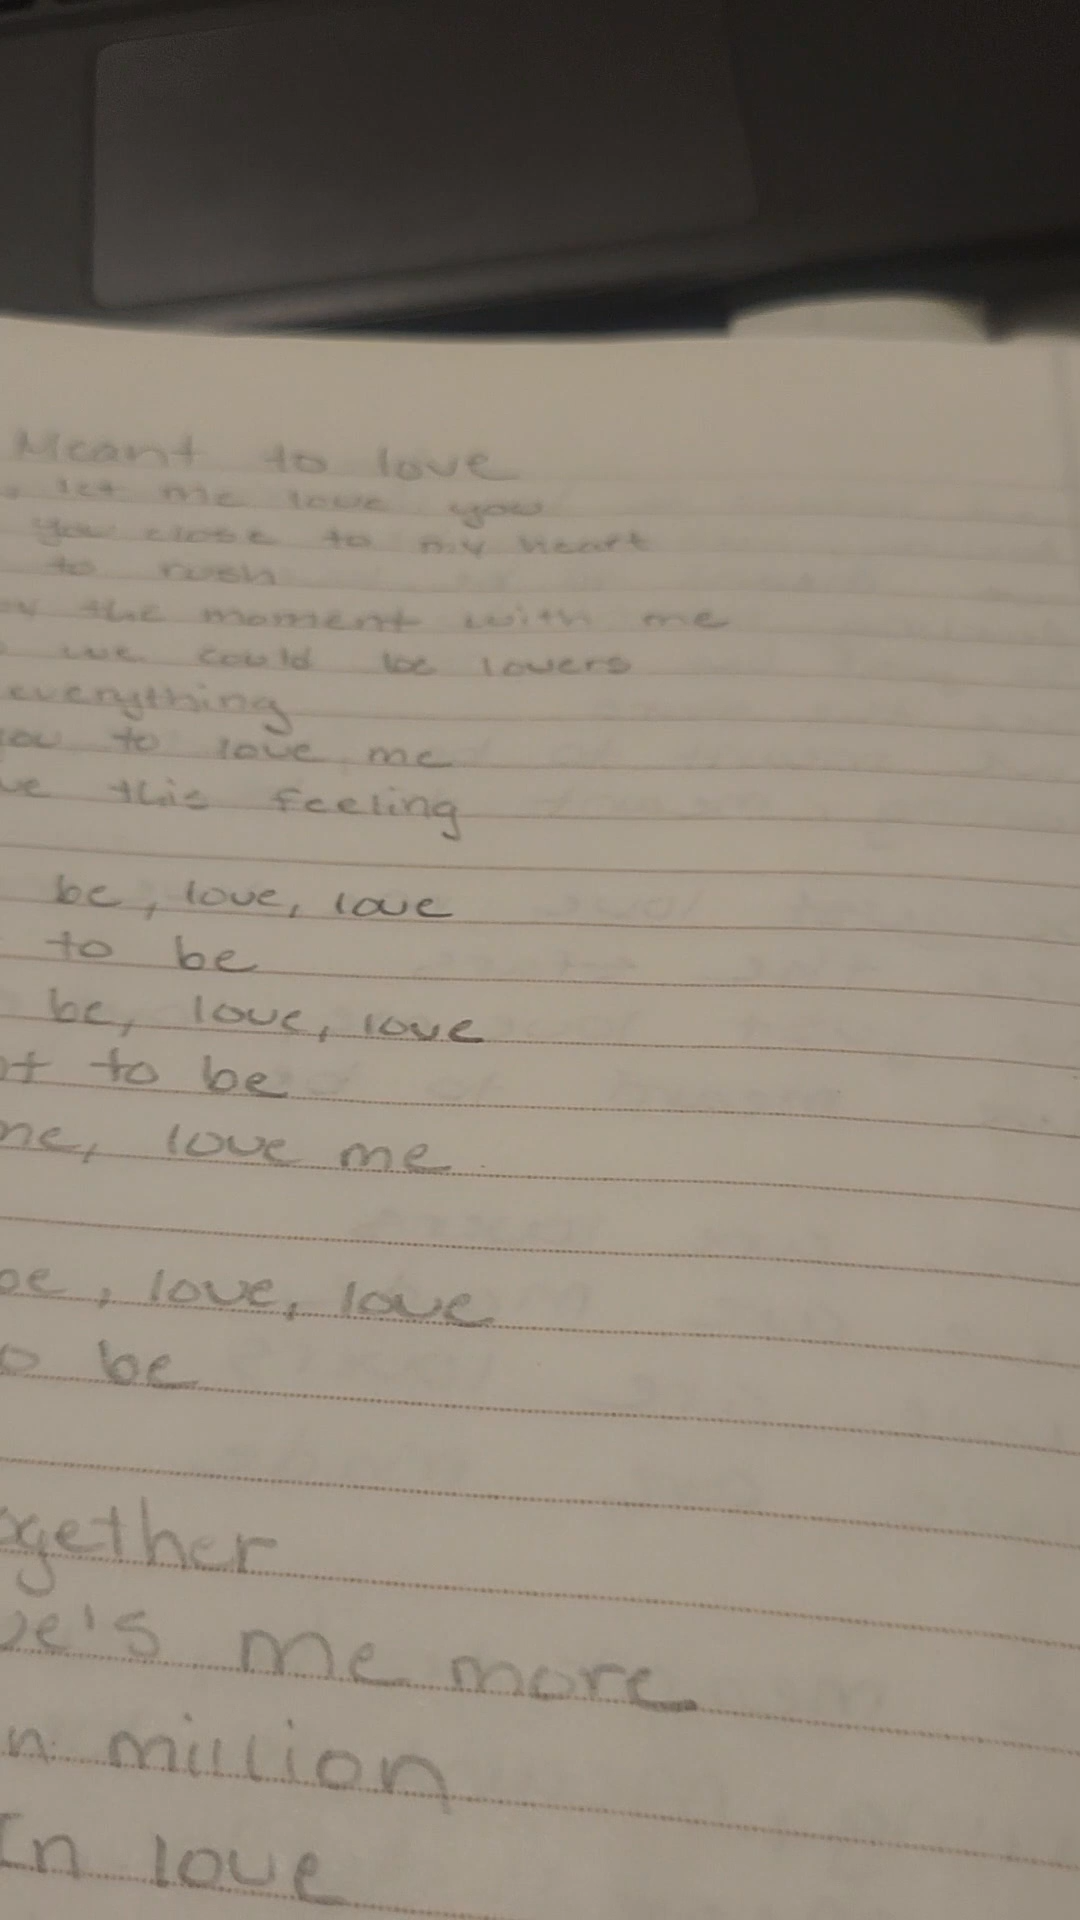 Meant to love
let me love you
you close to my heart
to rush
the moment with me
we could be lovers
everything
to love me
this feeling
be, love, love
to be
be, love, love
to be
love me
, love, love
be
me more
million
In love